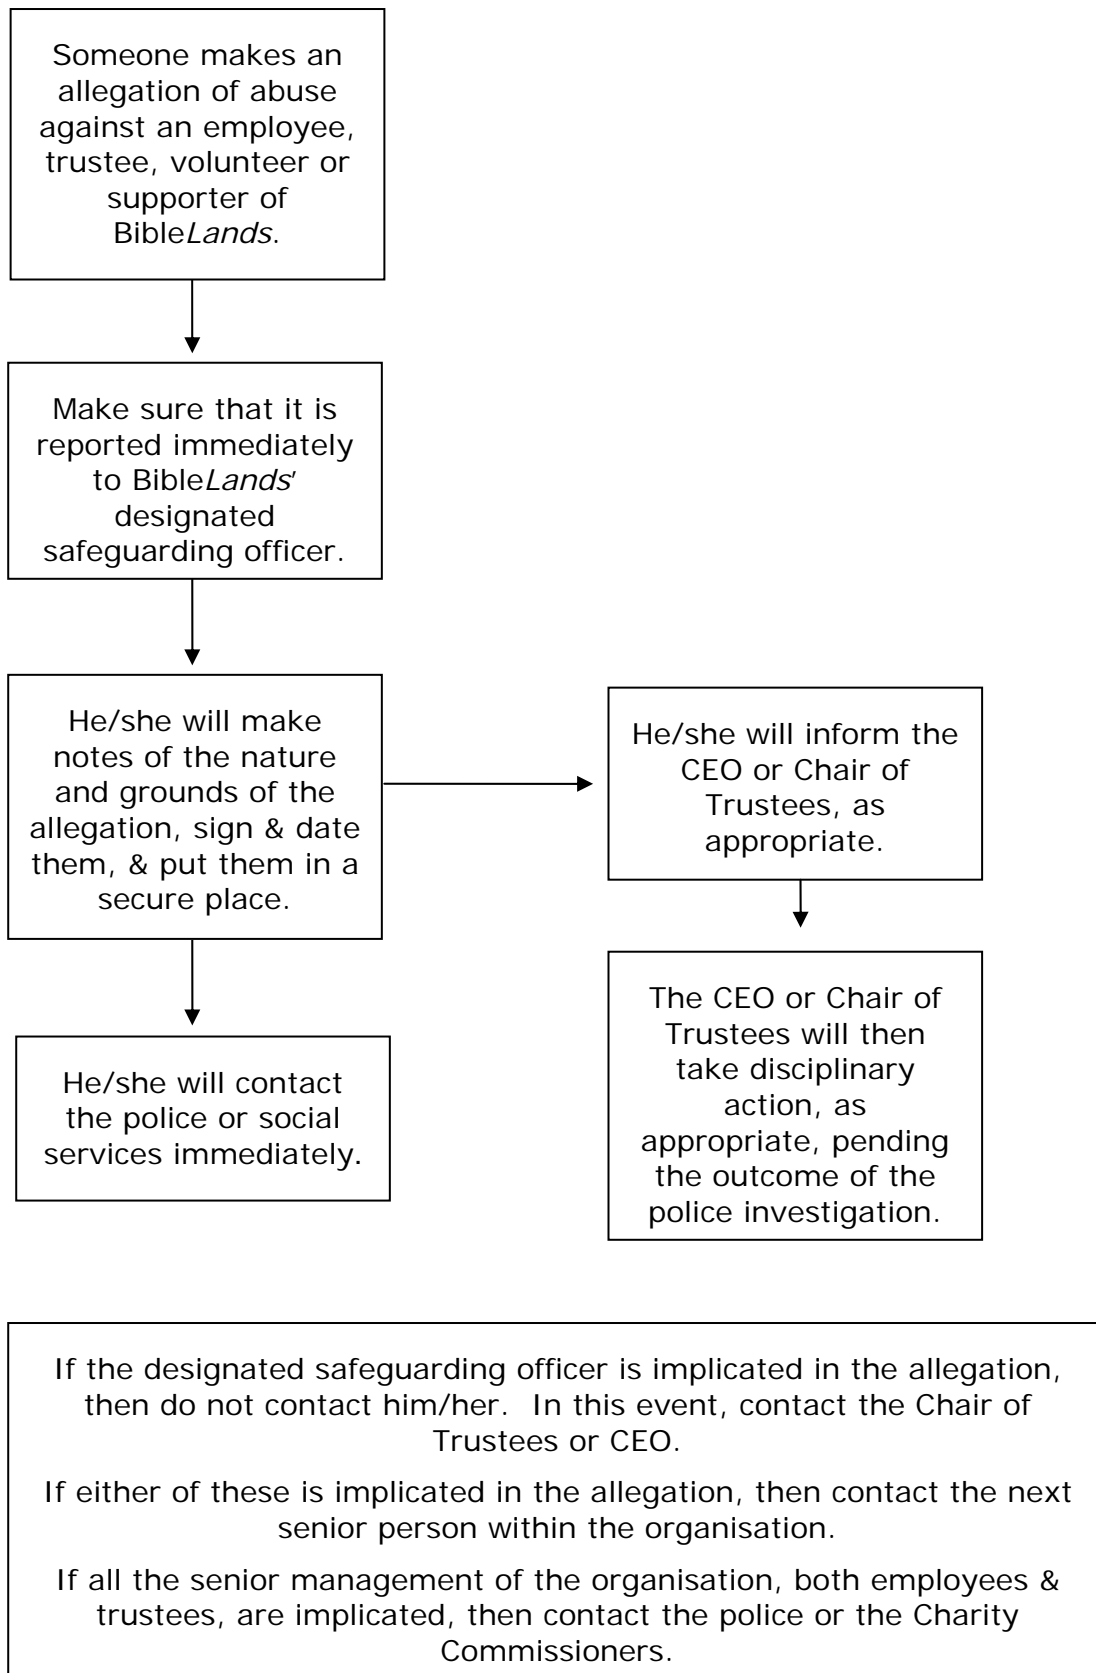 Someone makes an
allegation of abuse
against an employee,
trustee, volunteer or
supporter of
BibleLands.
Make sure that it is
reported immediately
to BibleLands'
designated
safeguarding officer.
He/she will make
notes of the nature
and grounds of the
allegation, sign & date
them, & put them in a
secure place.
He/she will inform the
CEO or Chair of
Trustees, as
appropriate.
He/she will contact
the police or social
services immediately.
The CEO or Chair of
Trustees will then
take disciplinary
action, as
appropriate, pending
the outcome of the
police investigation.
If the designated safeguarding officer is implicated in the allegation,
then do not contact him/her. In this event, contact the Chair of
Trustees or CEO.
If either of these is implicated in the allegation, then contact the next
senior person within the organisation.
If all the senior management of the organisation, both employees &
trustees, are implicated, then contact the police or the Charity
Commissioners.